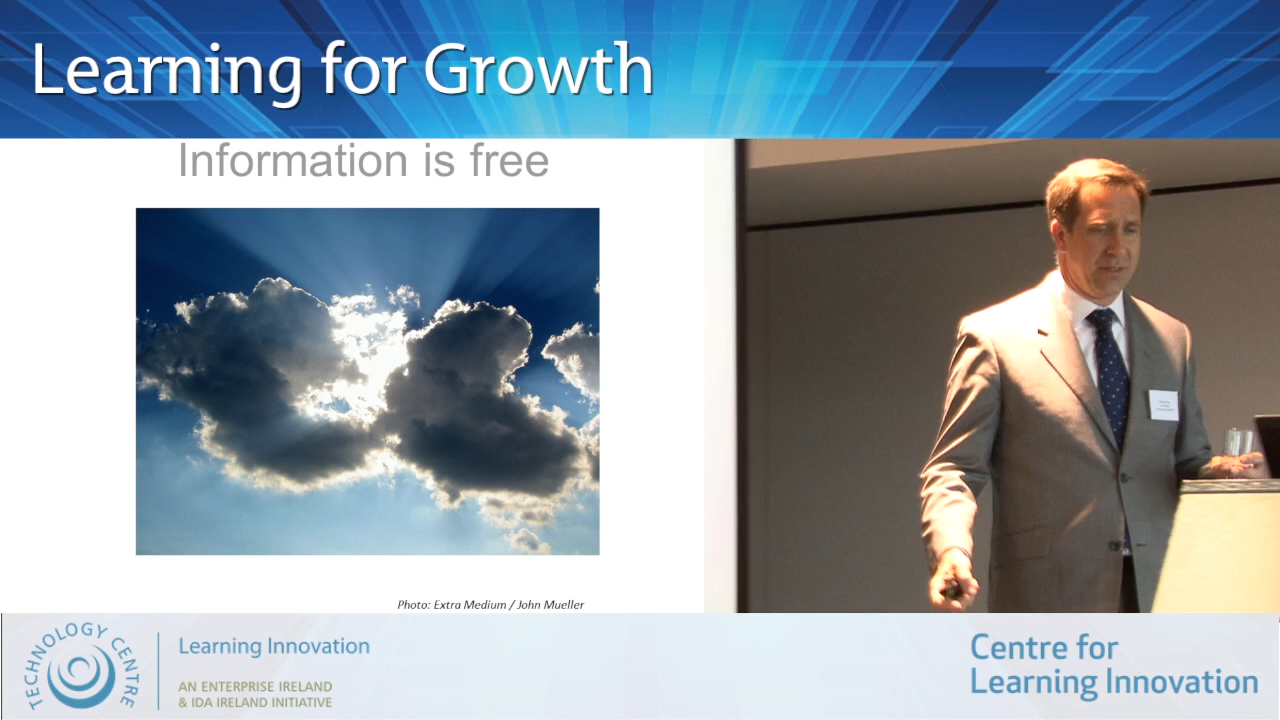 Learning for Growth
Information is free
Photo: Extra Medium / John Mueller
TECHNOLOGY CENTRE
Learning Innovation
AN ENTERPRISE IRELAND
& IDA IRELAND INITIATIVE
Centre for
Learning Innovation